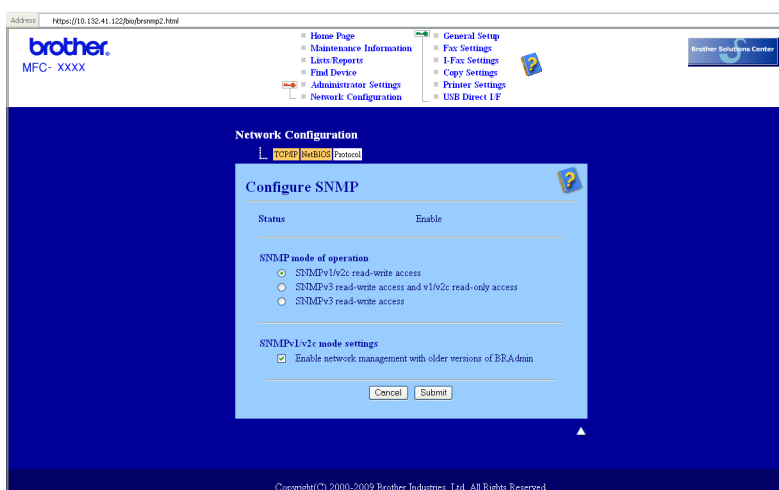 Address https://10.132.41.122/bio/brsnmp2.html
brother.
MFC- XXXX
Home Page
Maintenance Information
Lists/Reports
Find Device
Administrator Settings
Network Configuration
General Setup
Fax Settings
I-Fax Settings
Copy Settings
Printer Settings
USB Direct I/F
Brother Solutions Center
Network Configuration
TCP/IP NetBIOS Protocol
Configure SNMP
Status Enable
SNMP mode of operation
SNMPv1/v2c read-write access
SNMPv3 read-write access and v1/v2c read-only access
SNMPv3 read-write access
SNMPv1/v2c mode settings
Enable network management with older versions of BRAdmin
Cancel Submit
Copyright(C) 2000-2009 Brother Industries, Ltd. All Rights Reserved.